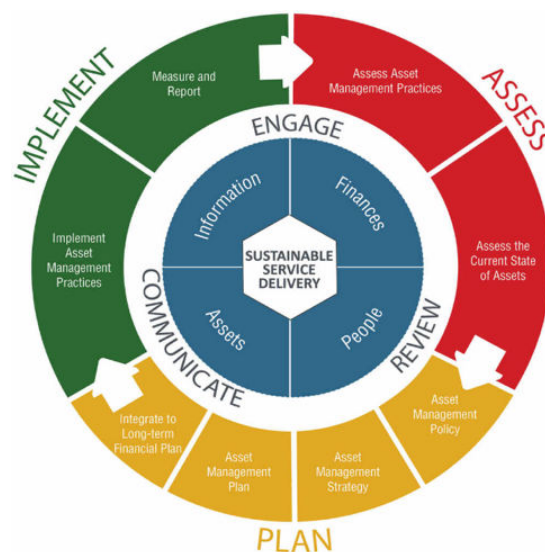 IMPLEMENT
ASSESS
PLAN
Measure and
Report
Assess Asset
Management Practices
Implement
Asset
Management
Practices
Assess the
Current State
of Assets
Integrate to
Long-term
Financial Plan
Asset
Management
Plan
Asset
Management
Strategy
Asset
Management
Policy
ENGAGE
COMMUNICATE
REVIEW
Information
Finances
Assets
People
SUSTAINABLE
SERVICE
DELIVERY